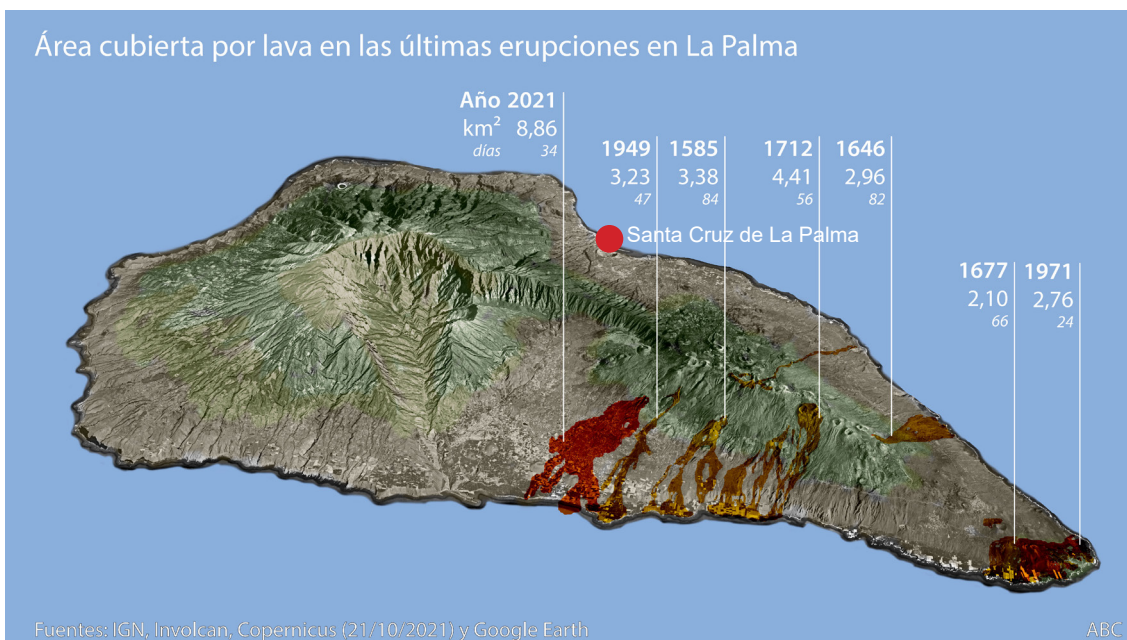 Área cubierta por lava en las últimas erupciones en La Palma
Año 2021
km² 8,86
días 34
1949
3,23
47
1585
3,38
84
1712
4,41
56
1646
2,96
82
Santa Cruz de La Palma
1677
2,10
66
1971
2,76
24
Fuentes: IGN, Involcan, Copernicus (21/10/2021) y Google Earth
ABC